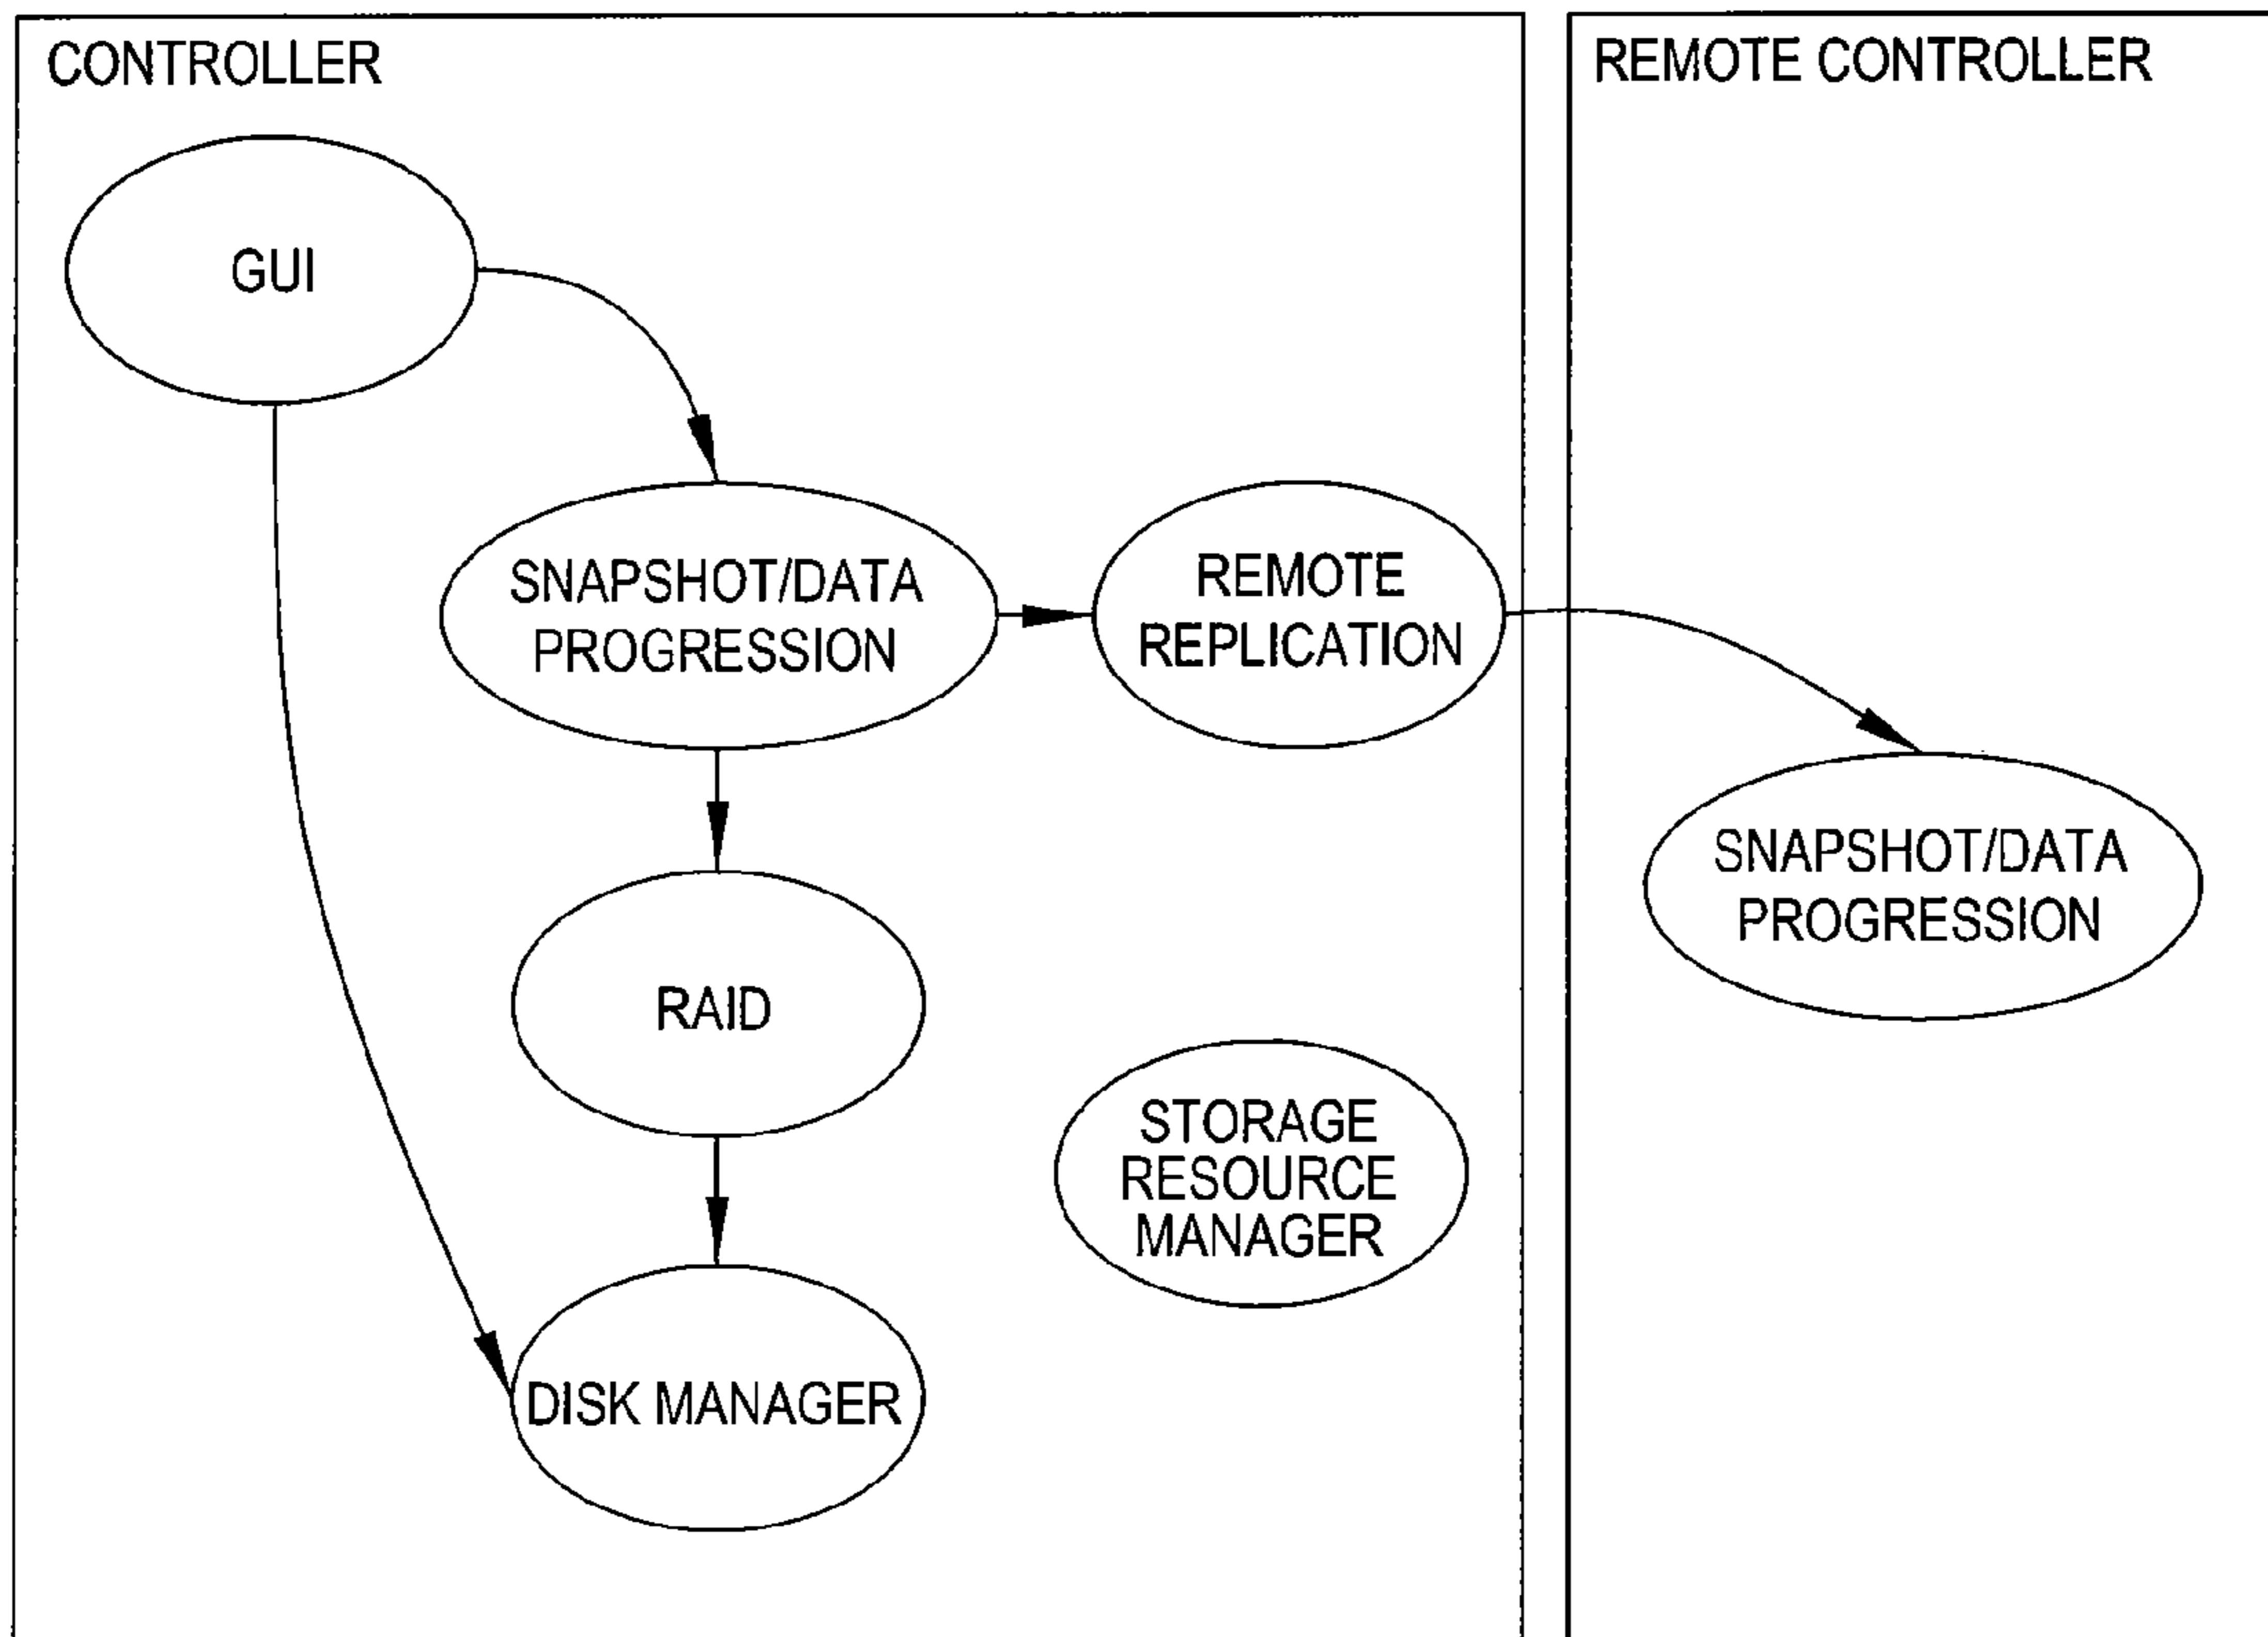 CONTROLLER
REMOTE CONTROLLER
GUI
SNAPSHOT/DATA
PROGRESSION
REMOTE
REPLICATION
SNAPSHOT/DATA
PROGRESSION
RAID
STORAGE
RESOURCE
MANAGER
DISK MANAGER